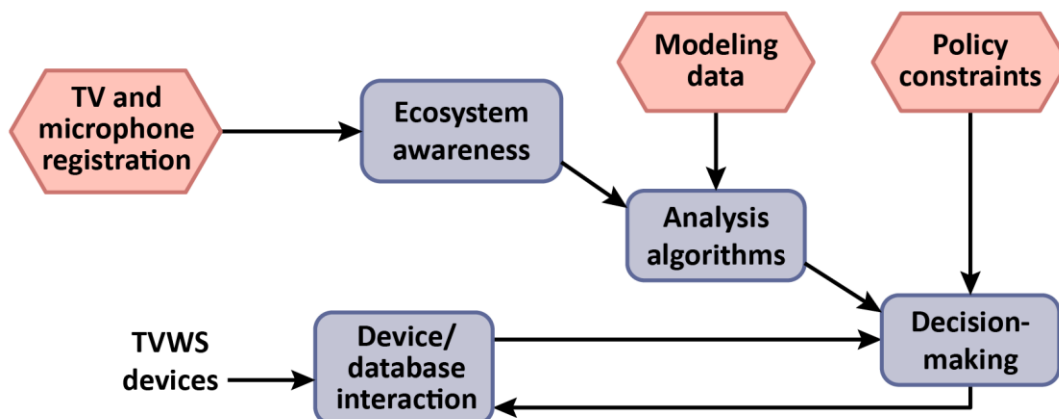 TV and
microphone
registration
Ecosystem
awareness
Modeling
data
Policy
constraints
Analysis
algorithms
TVWS
devices
Device/
database
interaction
Decision-
making